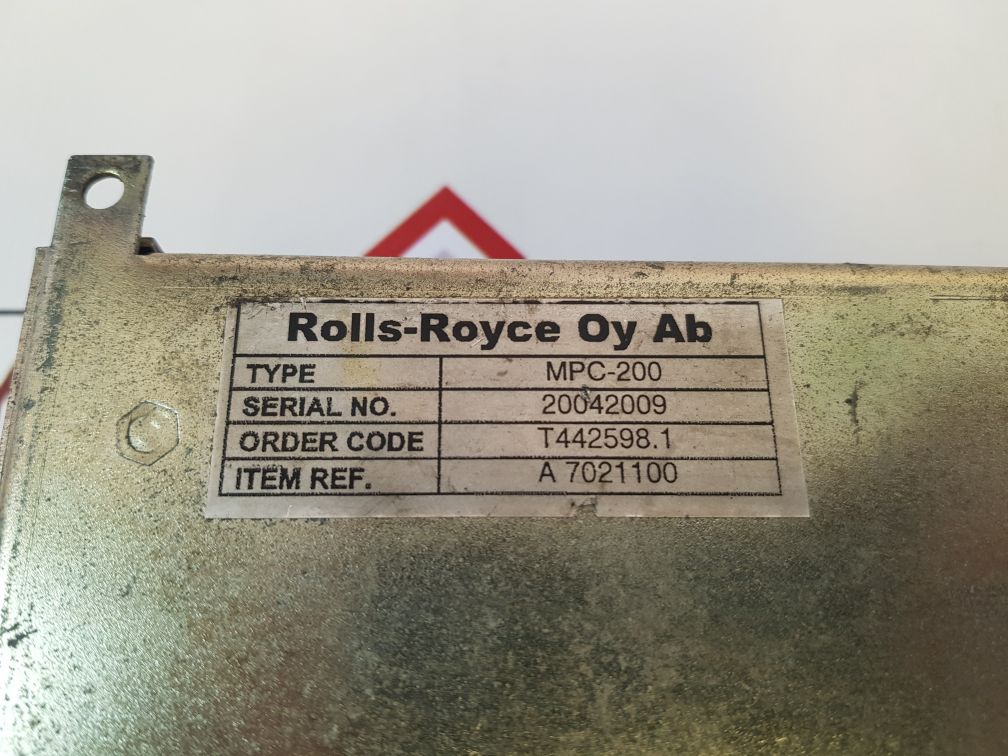 Rolls-Royce Oy Ab
TYPE MPC-200
SERIAL NO. 20042009
ORDER CODE T442598.1
ITEM REF. A 7021100